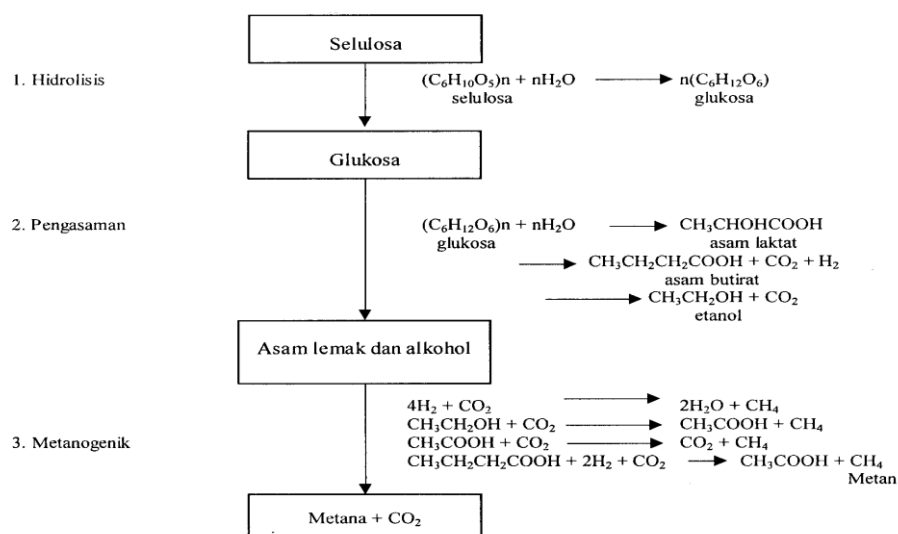 Selulosa
1. Hidrolisis
(C₆H₁₀O₅)n + nH₂O ⟶ n(C₆H₁₂O₆)
selulosa glukosa
Glukosa
2. Pengasaman
(C₆H₁₂O₆)n + nH₂O ⟶ CH₃CHOHCOOH
glukosa asam laktat
⟶ CH₃CH₂CH₂COOH + CO₂ + H₂
asam butirat
⟶ CH₃CH₂OH + CO₂
etanol
Asam lemak dan alkohol
3. Metanogenik
4H₂ + CO₂ ⟶ 2H₂O + CH₄
CH₃CH₂OH + CO₂ ⟶ CH₃COOH + CH₄
CH₃COOH + CO₂ ⟶ CO₂ + CH₄
CH₃CH₂CH₂COOH + 2H₂ + CO₂ ⟶ CH₃COOH + CH₄
Metan
Metana + CO₂